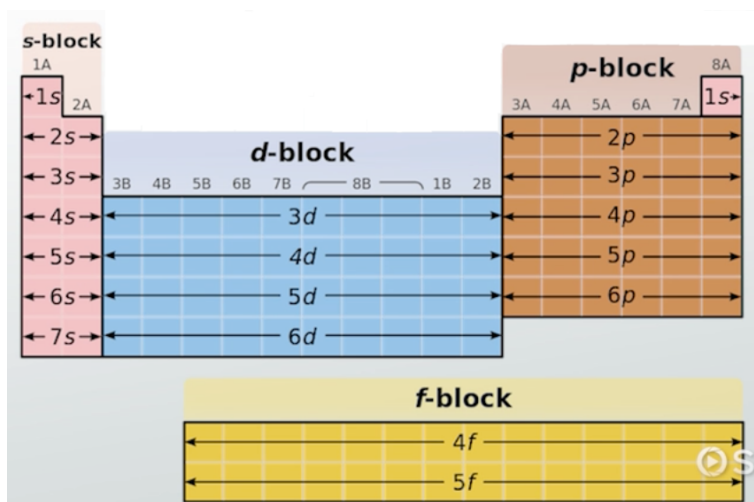 s-block
1A
p-block
8A
1s
2A
3A 4A 5A 6A 7A
1s
2s
d-block
2p
3s
3B 4B 5B 6B 7B 8B 1B 2B
3p
4s
3d
4p
5s
4d
5p
6s
5d
6p
7s
6d
f-block
4f
5f
S